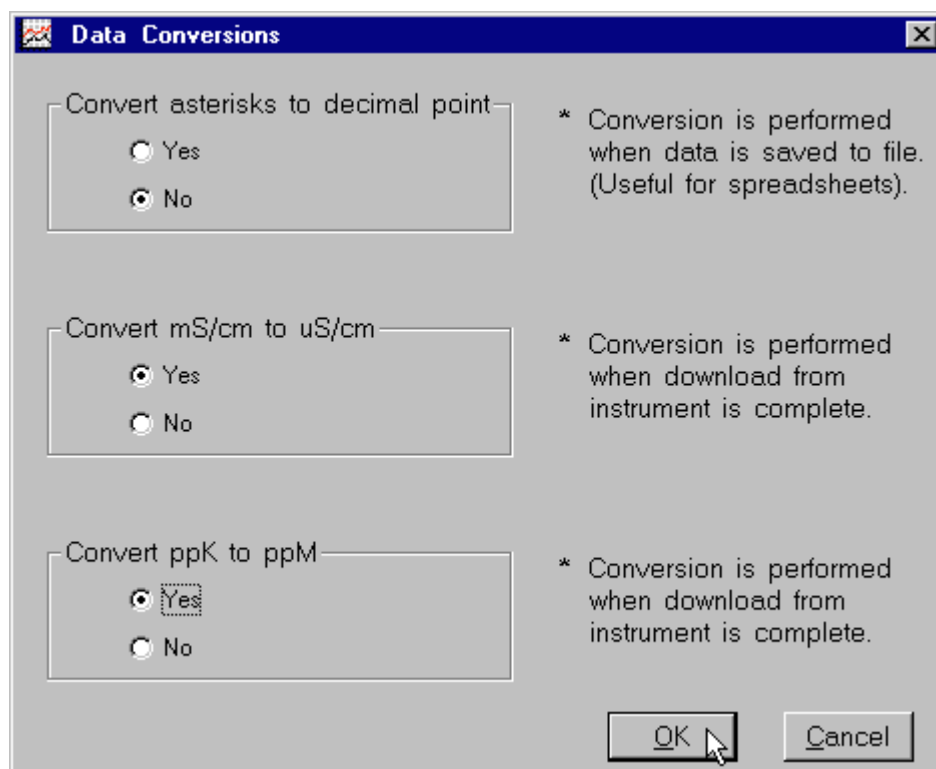 Data Conversions
Convert asterisks to decimal point
Yes
No
* Conversion is performed
when data is saved to file.
(Useful for spreadsheets).
Convert mS/cm to uS/cm
Yes
No
* Conversion is performed
when download from
instrument is complete.
Convert ppK to ppM
Yes
No
* Conversion is performed
when download from
instrument is complete.
OK
Cancel